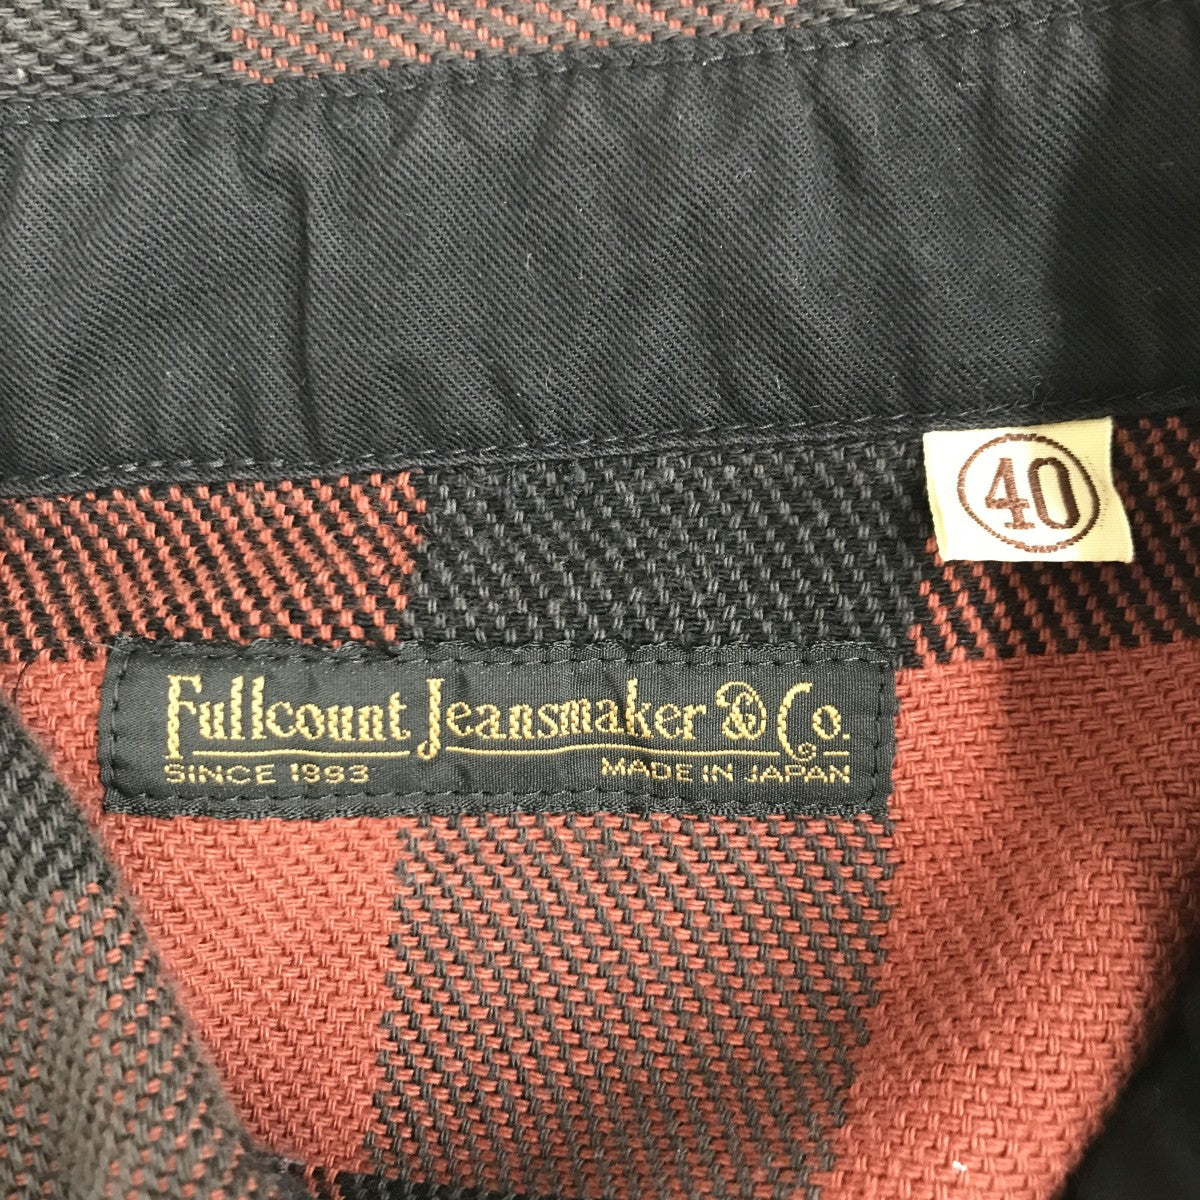 40
Fullcount Jeansmaker & Co.
SINCE 1993 MADE IN JAPAN